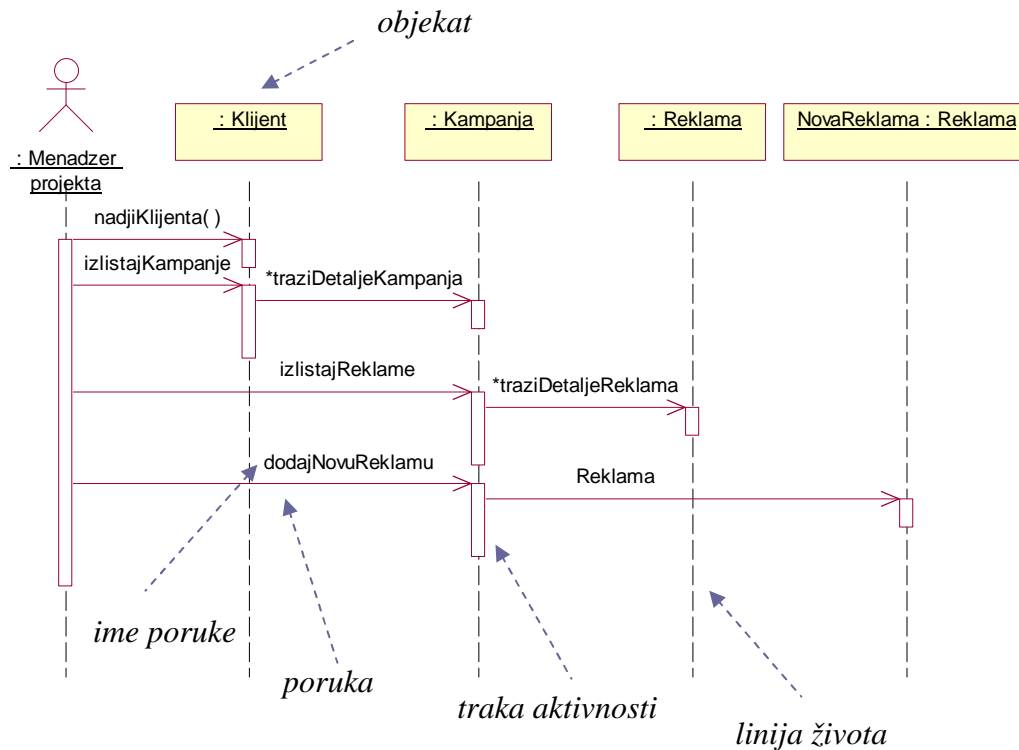 objekat
: Klijent
: Kampanja
: Reklama
NovaReklama : Reklama
: Menadzer
projekta
nadjiKlijenta( )
izlistajKampanje
*traziDetaljeKampanja
izlistajReklame
*traziDetaljeReklama
dodajNovuReklamu
Reklama
ime poruke
poruka
traka aktivnosti
linija života